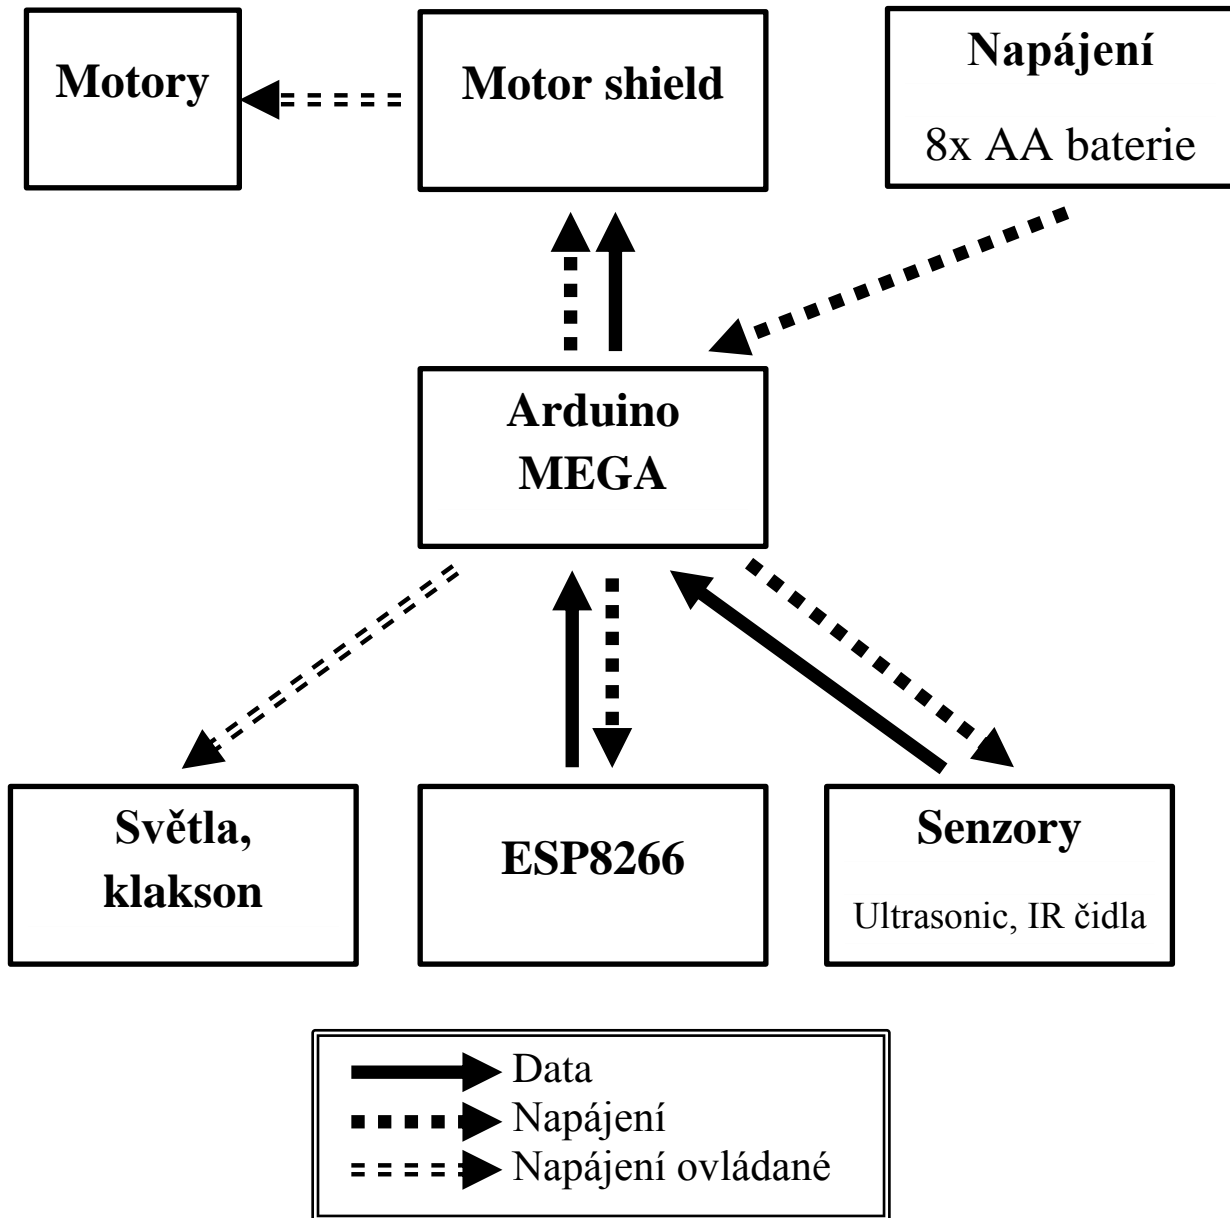 Motory
Motor shield
Napájení
8x AA baterie
Arduino
MEGA
Světla,
klakson
ESP8266
Senzory
Ultrasonic, IR čidla
Data
Napájení
Napájení ovládané